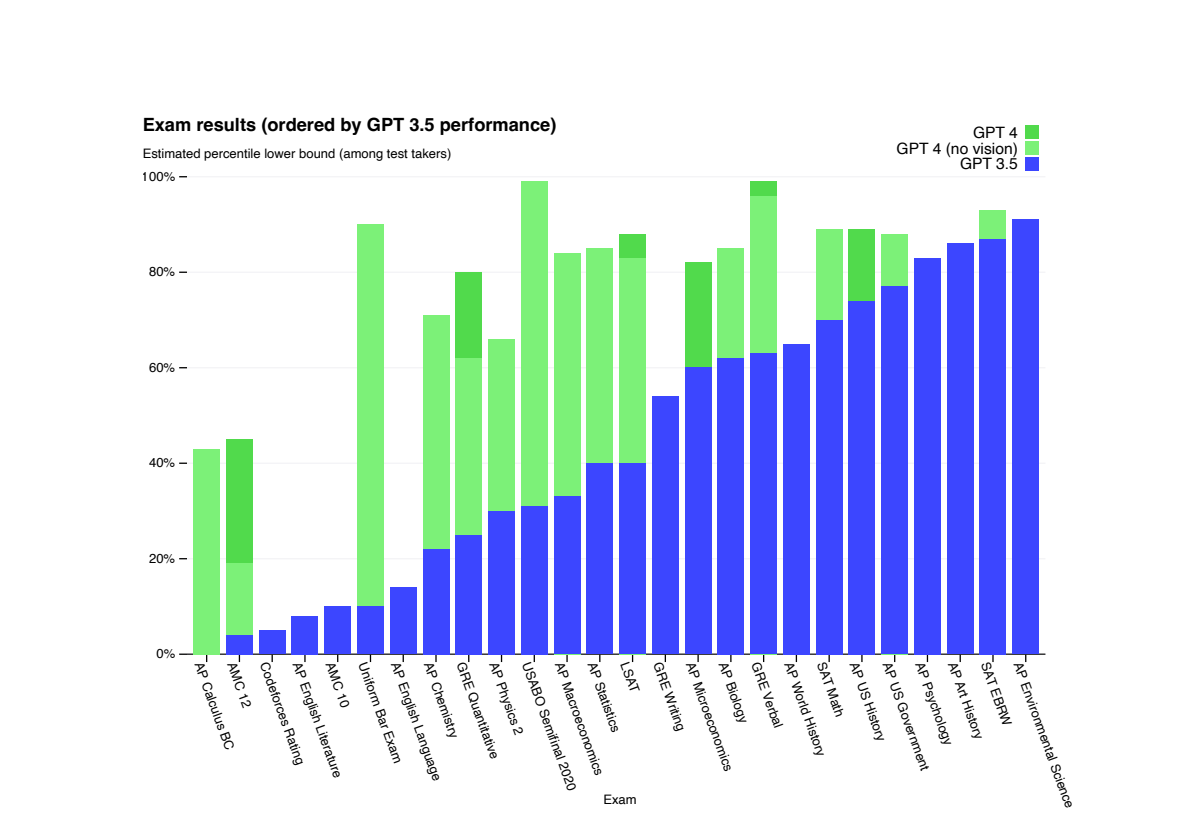 Exam results (ordered by GPT 3.5 performance)
Estimated percentile lower bound (among test takers)
GPT 4
GPT 4 (no vision)
GPT 3.5
100%
80%
60%
40%
20%
0%
AP Calculus BC
AMC 12
Codeforces Rating
AP English Literature
AMC 10
Uniform Bar Exam
AP English Language
AP Chemistry
GRE Quantitative
AP Physics 2
USABO Semifinal 2020
AP Macroeconomics
AP Statistics
LSAT
GRE Writing
AP Microeconomics
AP Biology
GRE Verbal
AP World History
SAT Math
AP US History
AP US Government
AP Psychology
AP Art History
SAT EBRW
AP Environmental Science
Exam